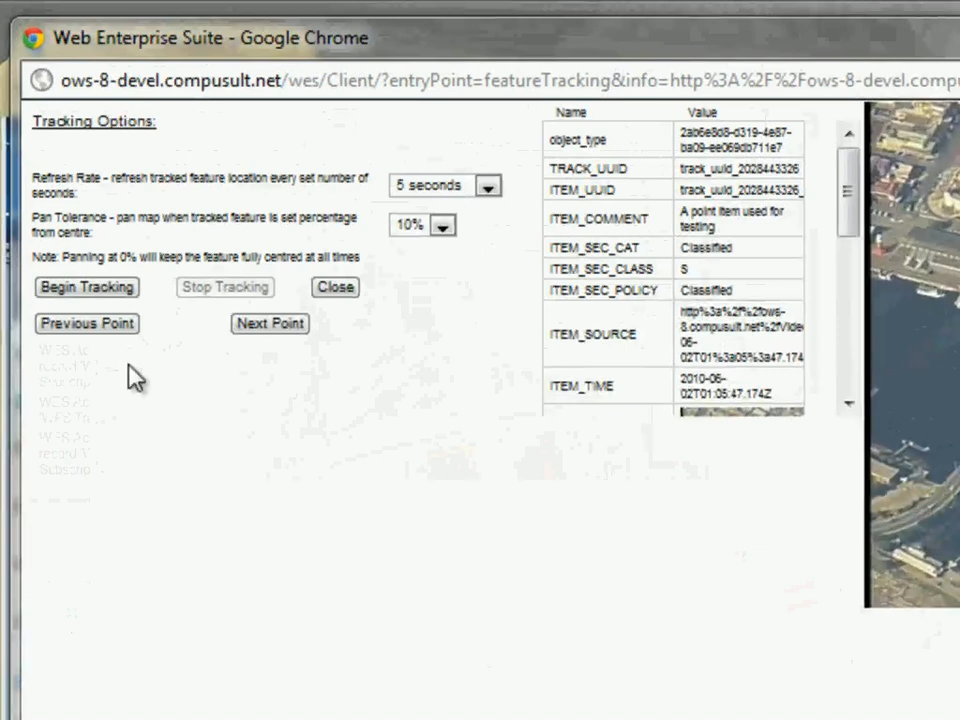 Web Enterprise Suite - Google Chrome
ows-8-devel.compusult.net/wes/Client/?entryPoint=featureTracking&info=http%3A%2F%2Fows-8-devel.compu
Tracking Options:
Refresh Rate - refresh tracked feature location every set number of
seconds:
5 seconds
Pan Tolerance - pan map when tracked feature is set percentage
from centre:
10%
Note: Panning at 0% will keep the feature fully centred at all times
Begin Tracking Stop Tracking Close
Previous Point Next Point
Name Value
object_type
2ab6e8d8-d319-4e87-
ba09-ee069db711e7
TRACK_UUID track_uuid_2028443326
ITEM_UUID track_uuid_2028443326_
ITEM_COMMENT
A point item used for
testing
ITEM_SEC_CAT Classified
ITEM_SEC_CLASS S
ITEM_SEC_POLICY Classified
ITEM_SOURCE
http%3a%2f%2fows-
8.compusult.net%2fVide
06-
02T01%3a05%3a47.174
ITEM_TIME
2010-06-
02T01:05:47.174Z